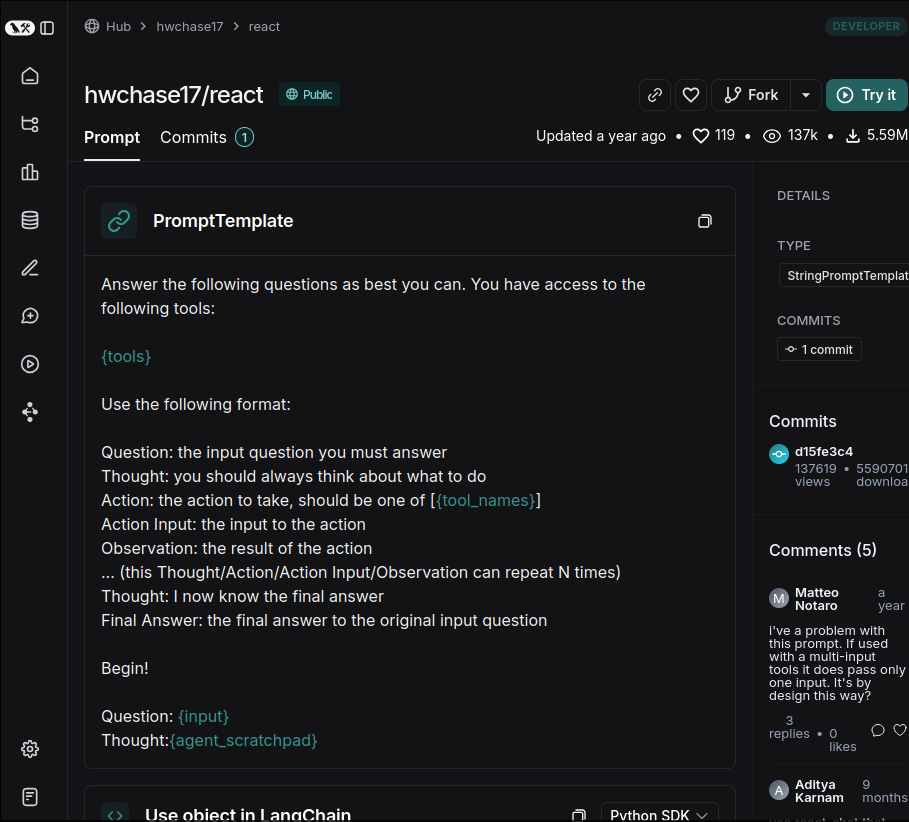 Hub > hwchase17 > react
DEVELOPER
hwchase17/react
Public
Fork
Try it
Prompt
Commits 1
Updated a year ago • 119 • 137k • 5.59M
PromptTemplate
Answer the following questions as best you can. You have access to the
following tools:
{tools}
Use the following format:
Question: the input question you must answer
Thought: you should always think about what to do
Action: the action to take, should be one of [{tool_names}]
Action Input: the input to the action
Observation: the result of the action
... (this Thought/Action/Action Input/Observation can repeat N times)
Thought: I now know the final answer
Final Answer: the final answer to the original input question
Begin!
Question: {input}
Thought:{agent_scratchpad}
Use object in LangChain
Python SDK
DETAILS
TYPE
StringPromptTemplat
COMMITS
1 commit
Commits
d15fe3c4
137619 • 5590701
views downloa
Comments (5)
M
Matteo a
Notaro year
i've a problem with
this prompt. If used
with a multi-input
tools it does pass only
one input. It's by
design this way?
3
replies • 0
likes
A
Aditya 9
Karnam months